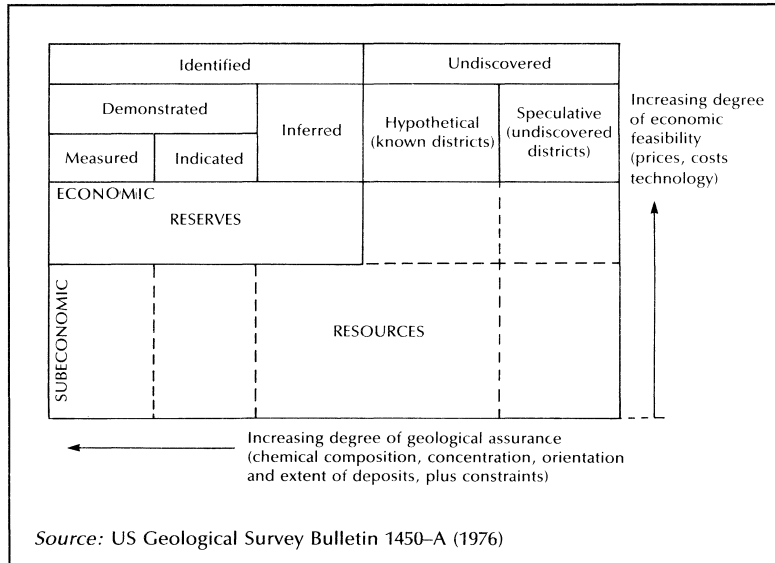 Identified
Undiscovered
Demonstrated
Inferred
Hypothetical
(known districts)
Speculative
(undiscovered
districts)
Measured
Indicated
ECONOMIC
RESERVES
SUBECONOMIC
RESOURCES
Increasing degree
of economic
feasibility
(prices, costs
technology)
Increasing degree of geological assurance
(chemical composition, concentration, orientation
and extent of deposits, plus constraints)
Source: US Geological Survey Bulletin 1450–A (1976)